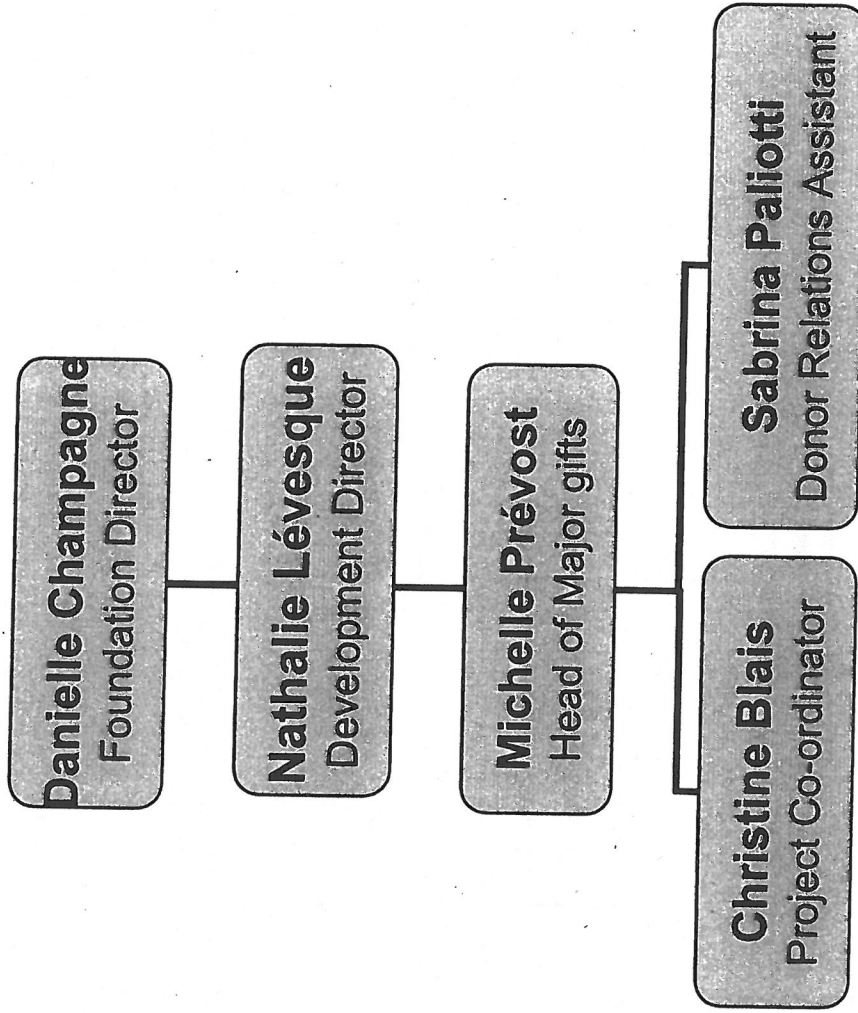 Danielle Champagne
Foundation Director
Nathalie Lévesque
Development Director
Michelle Prévost
Head of Major gifts
Christine Blais
Project Co-ordinator
Sabrina Paliotti
Donor Relations Assistant